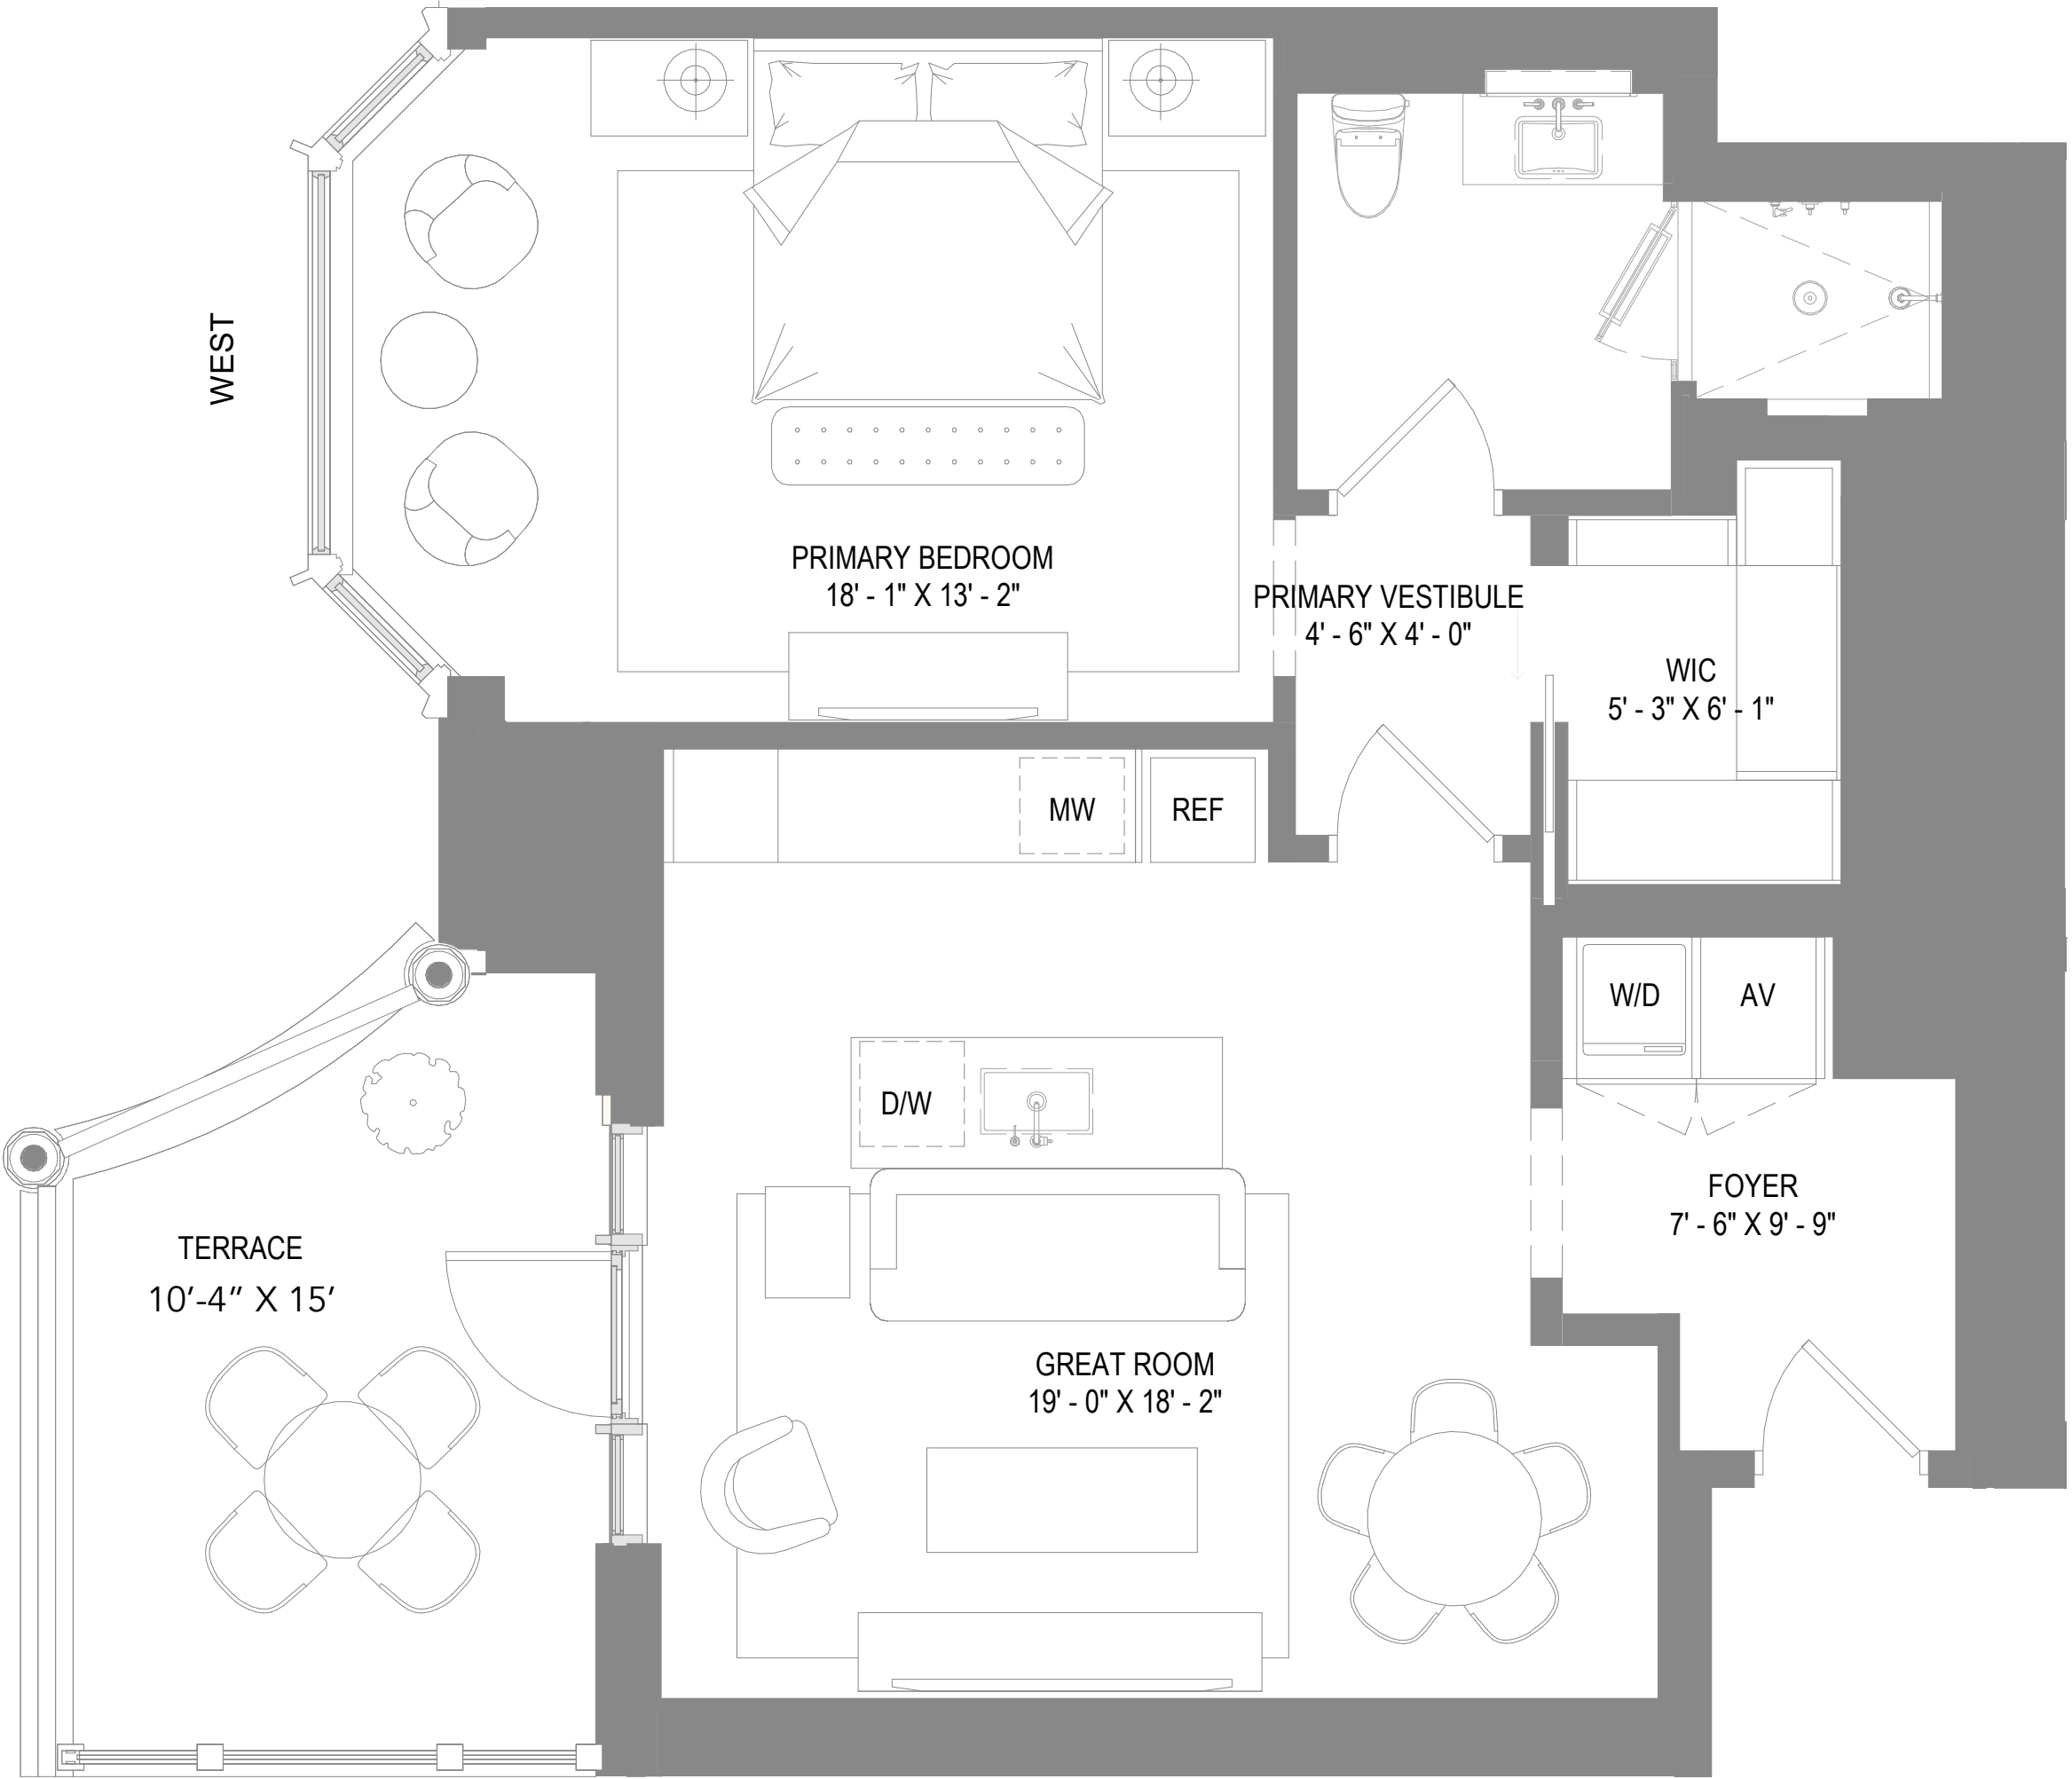 WEST
PRIMARY BEDROOM
18' - 1" X 13' - 2"
PRIMARY VESTIBULE
4' - 6" X 4' - 0"
WIC
5' - 3" X 6' - 1"
MW
REF
W/D
AV
D/W
FOYER
7' - 6" X 9' - 9"
TERRACE
10’-4” X 15’
GREAT ROOM
19' - 0" X 18' - 2"